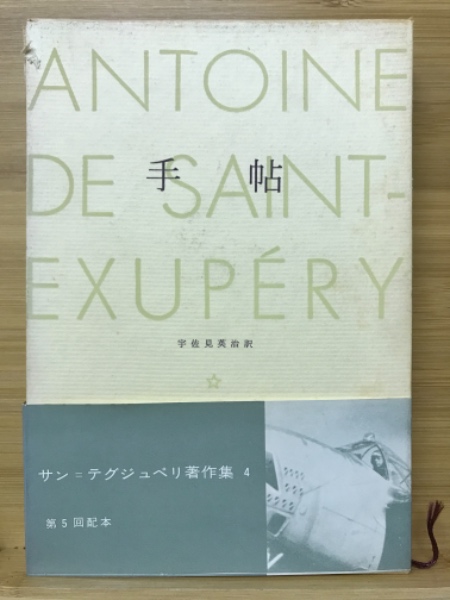 ANTOINE
DE SAINT-
EXUPÉRY
手帖
宇佐見英治訳
サン=テグジュペリ著作集 4
第5回配本